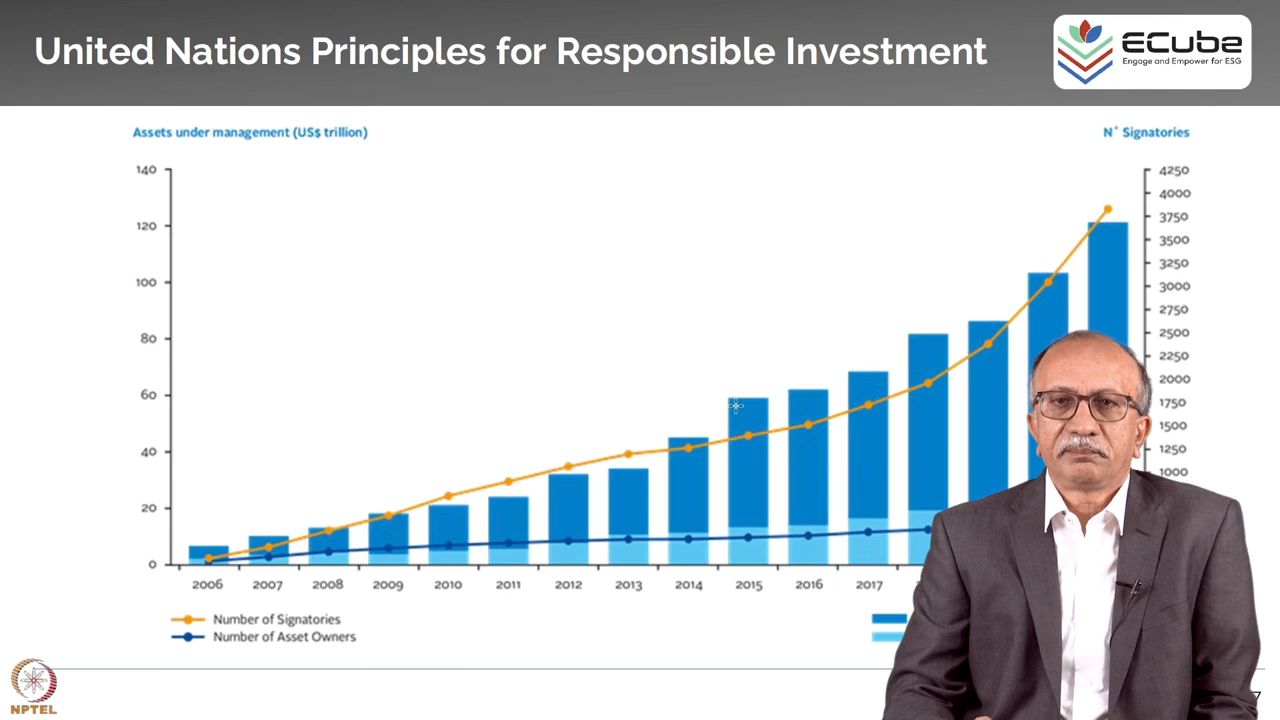 United Nations Principles for Responsible Investment
ECube
Engage and Empower for ESG
Assets under management (US$ trillion)
N° Signatories
140
120
100
80
60
40
20
0
4250
4000
3750
3500
3250
3000
2750
2500
2250
2000
1750
1500
1250
1000
2006 2007 2008 2009 2010 2011 2012 2013 2014 2015 2016 2017
Number of Signatories
Number of Asset Owners
NPTEL
7